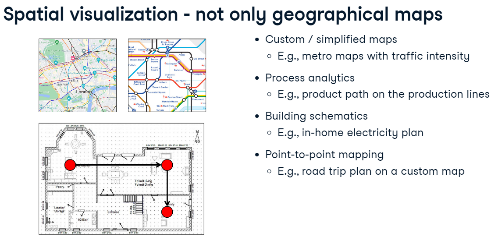 Spatial visualization - not only geographical maps
Custom / simplified maps
E.g., metro maps with traffic intensity
Process analytics
E.g., product path on the production lines
Building schematics
E.g., in-home electricity plan
Point-to-point mapping
E.g., road trip plan on a custom map